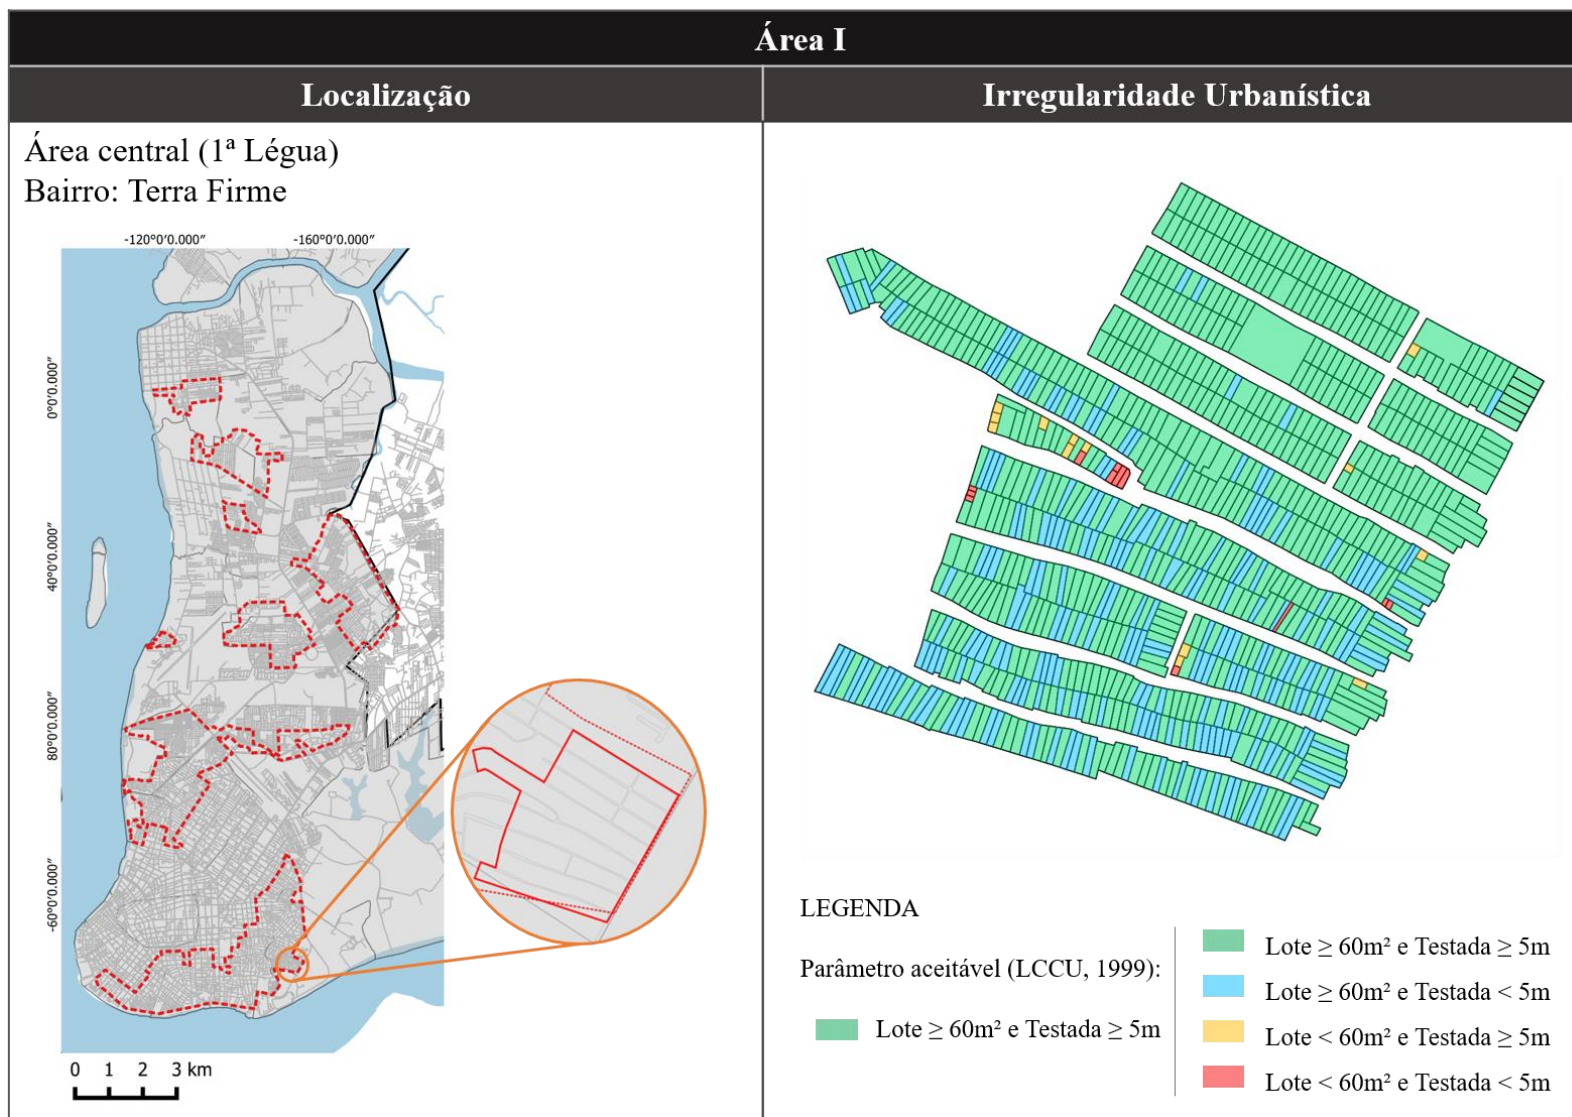 Área I
Localização
Irregularidade Urbanística
Área central (1ª Légua)
Bairro: Terra Firme
-120°0'0.000"
-160°0'0.000"
0°0'0.000"
40°0'0.000"
80°0'0.000"
-60°0'0.000"
0 1 2 3 km
LEGENDA
Parâmetro aceitável (LCCU, 1999):
Lote ≥ 60m² e Testada ≥ 5m
Lote ≥ 60m² e Testada ≥ 5m
Lote ≥ 60m² e Testada < 5m
Lote < 60m² e Testada ≥ 5m
Lote < 60m² e Testada < 5m